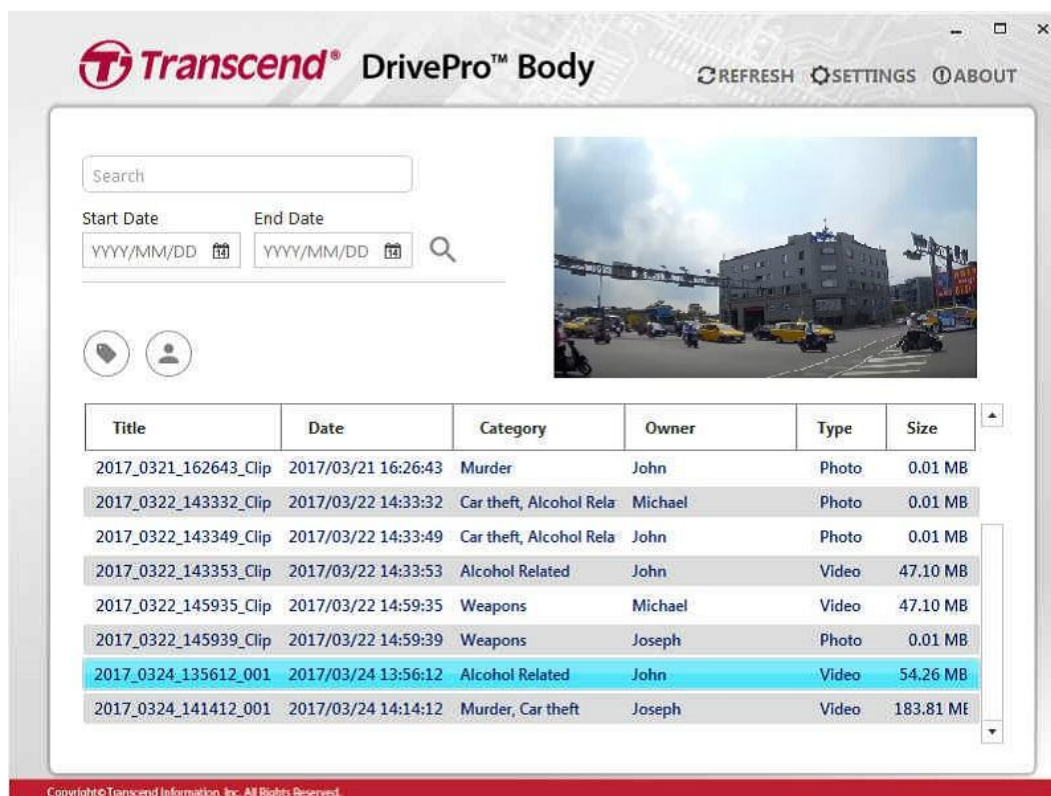 Transcend® DrivePro™ Body
REFRESH SETTINGS ABOUT
Search
Start Date End Date
YYYY/MM/DD 14 YYYY/MM/DD 14
Title Date Category Owner Type Size
2017_0321_162643_Clip 2017/03/21 16:26:43 Murder John Photo 0.01 MB
2017_0322_143332_Clip 2017/03/22 14:33:32 Car theft, Alcohol Rela Michael Photo 0.01 MB
2017_0322_143349_Clip 2017/03/22 14:33:49 Car theft, Alcohol Rela John Photo 0.01 MB
2017_0322_143353_Clip 2017/03/22 14:33:53 Alcohol Related John Video 47.10 MB
2017_0322_145935_Clip 2017/03/22 14:59:35 Weapons Michael Video 47.10 MB
2017_0322_145939_Clip 2017/03/22 14:59:39 Weapons Joseph Photo 0.01 MB
2017_0324_135612_001 2017/03/24 13:56:12 Alcohol Related John Video 54.26 MB
2017_0324_141412_001 2017/03/24 14:14:12 Murder, Car theft Joseph Video 183.81 ME
Copyright©Transcend Information, Inc. All Rights Reserved.